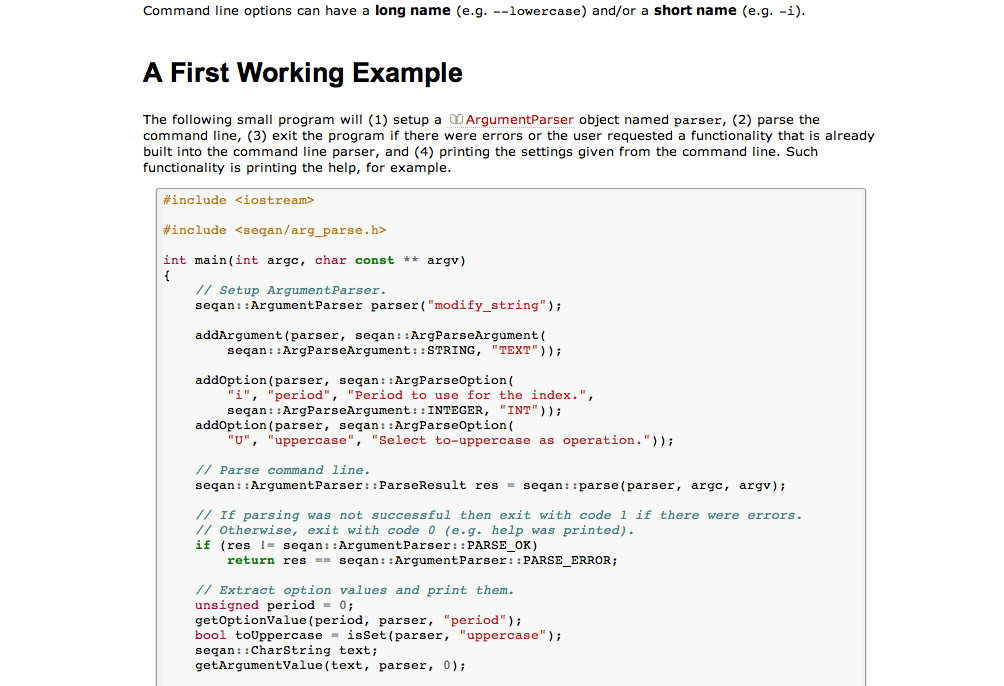 Command line options can have a long name (e.g. --lowercase) and/or a short name (e.g. -i).
A First Working Example
The following small program will (1) setup a ArgumentParser object named parser, (2) parse the
command line, (3) exit the program if there were errors or the user requested a functionality that is already
built into the command line parser, and (4) printing the settings given from the command line. Such
functionality is printing the help, for example.
#include <iostream>
#include <seqan/arg_parse.h>
int main(int argc, char const ** argv)
{
// Setup ArgumentParser.
seqan::ArgumentParser parser("modify_string");
addArgument(parser, seqan::ArgParseArgument(
seqan::ArgParseArgument::STRING, "TEXT"));
addOption(parser, seqan::ArgParseOption(
"i", "period", "Period to use for the index.",
seqan::ArgParseArgument::INTEGER, "INT"));
addOption(parser, seqan::ArgParseOption(
"U", "uppercase", "Select to-uppercase as operation."));
// Parse command line.
seqan::ArgumentParser::ParseResult res = seqan::parse(parser, argc, argv);
// If parsing was not successful then exit with code 1 if there were errors.
// Otherwise, exit with code 0 (e.g. help was printed).
if (res != seqan::ArgumentParser::PARSE_OK)
return res == seqan::ArgumentParser::PARSE_ERROR;
// Extract option values and print them.
unsigned period = 0;
getOptionValue(period, parser, "period");
bool toUppercase = isSet(parser, "uppercase");
seqan::CharString text;
getArgumentValue(text, parser, 0);